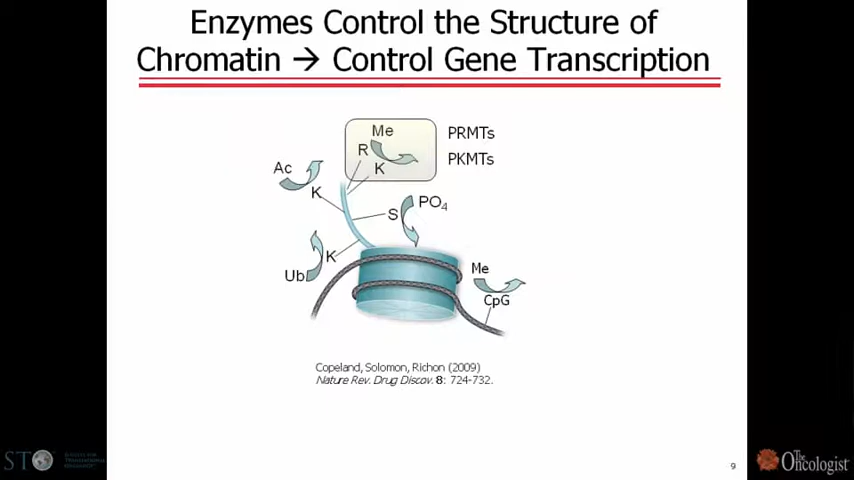 Enzymes Control the Structure of
Chromatin → Control Gene Transcription
Me
PRMTs
R
PKMTs
K
Ac
K
PO4
S
K
Ub
Me
CpG
Copeland, Solomon, Richon (2009)
Nature Rev. Drug Discov. 8: 724-732.
9
STO
The
Oncologist